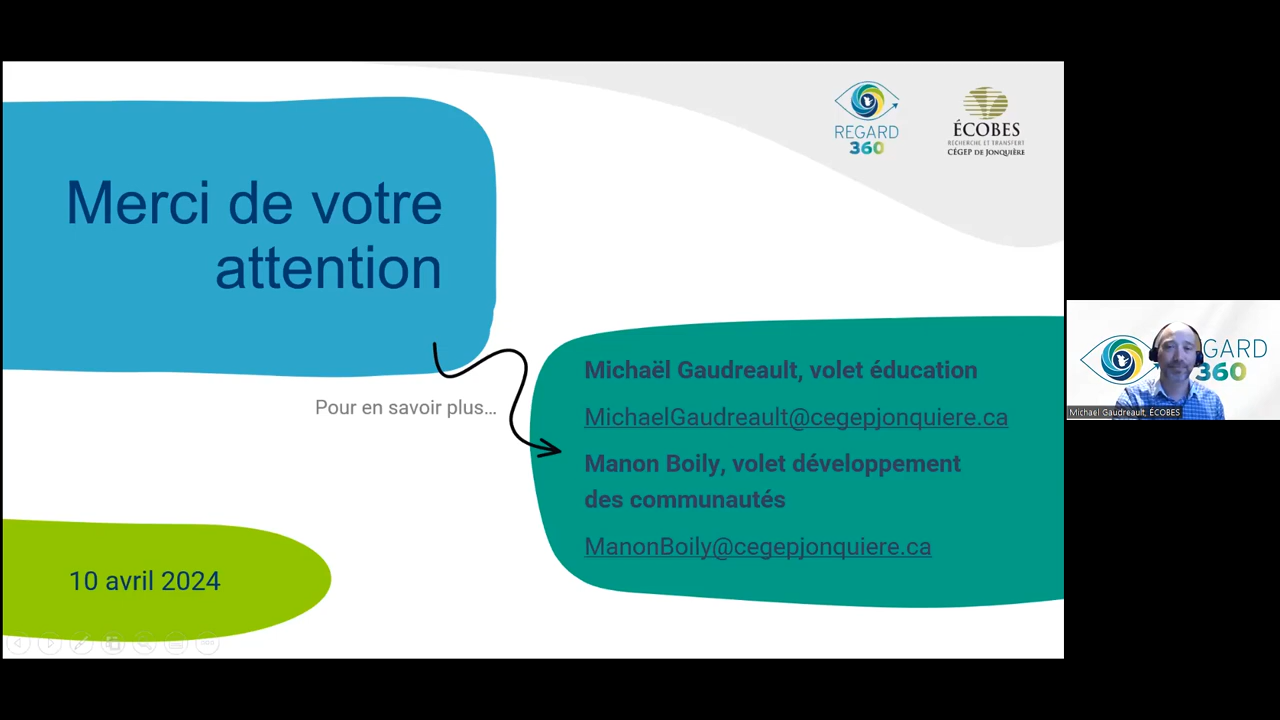 REGARD
360
ÉCOBES
RECHERCHE ET TRANSFERT
CÉGEP DE JONQUIÈRE
Merci de votre
attention
Pour en savoir plus...
Michaël Gaudreault, volet éducation
MichaelGaudreault@cegepjonquiere.ca
Manon Boily, volet développement
des communautés
ManonBoily@cegepjonquiere.ca
10 avril 2024
GARD
360
Michael Gaudreault, ÉCOBES